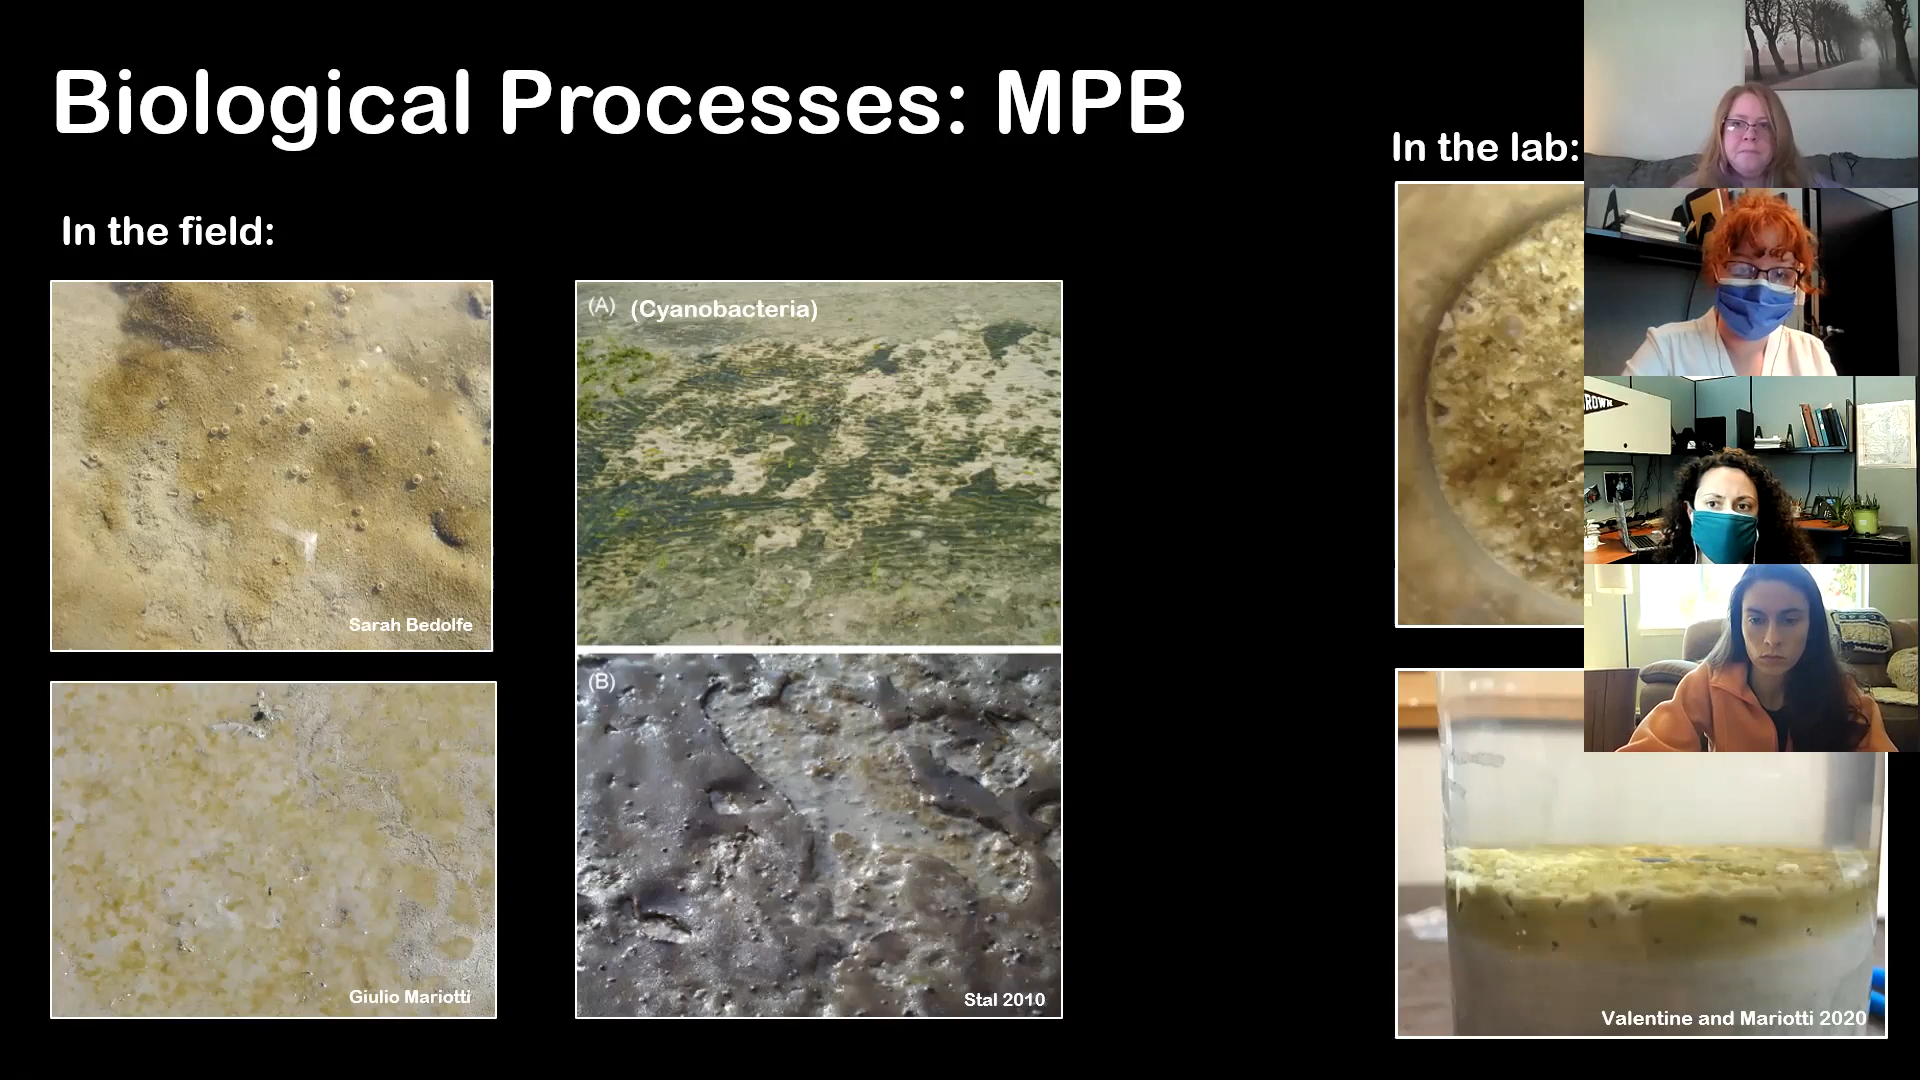 Biological Processes: MPB
In the lab:
In the field:
(A) (Cyanobacteria)
Sarah Bedolfe
(B)
Giulio Mariotti
Stal 2010
Valentine and Mariotti 2020